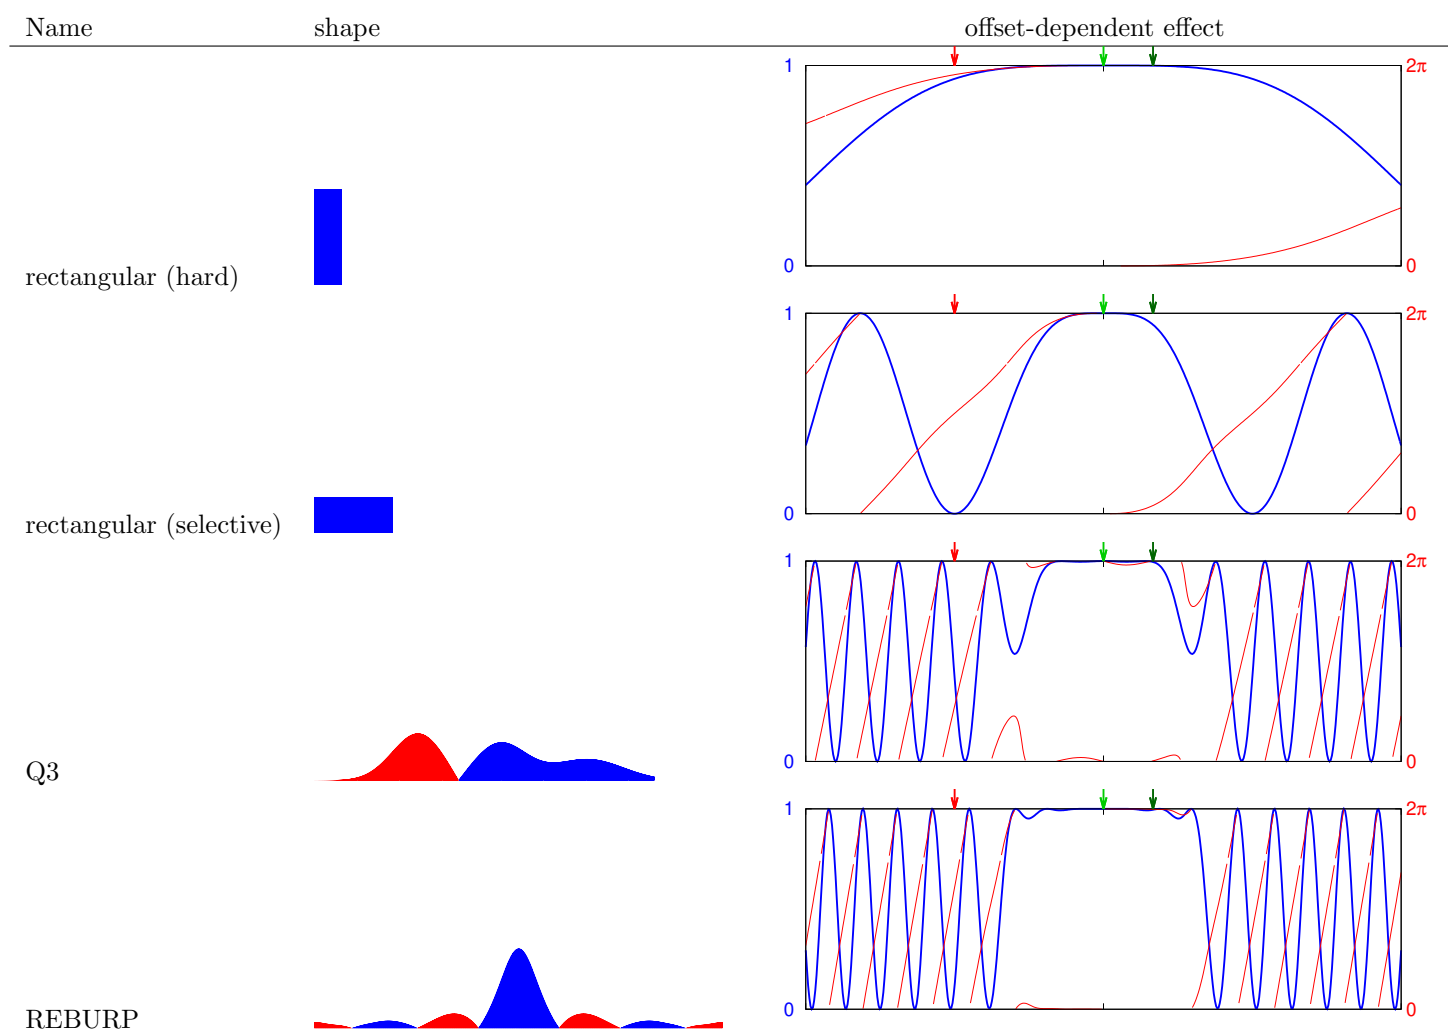 Name shape offset-dependent effect
1 2π
0 0
rectangular (hard)
1 2π
0 0
rectangular (selective)
1 2π
0 0
Q3
1 2π
0 0
REBURP